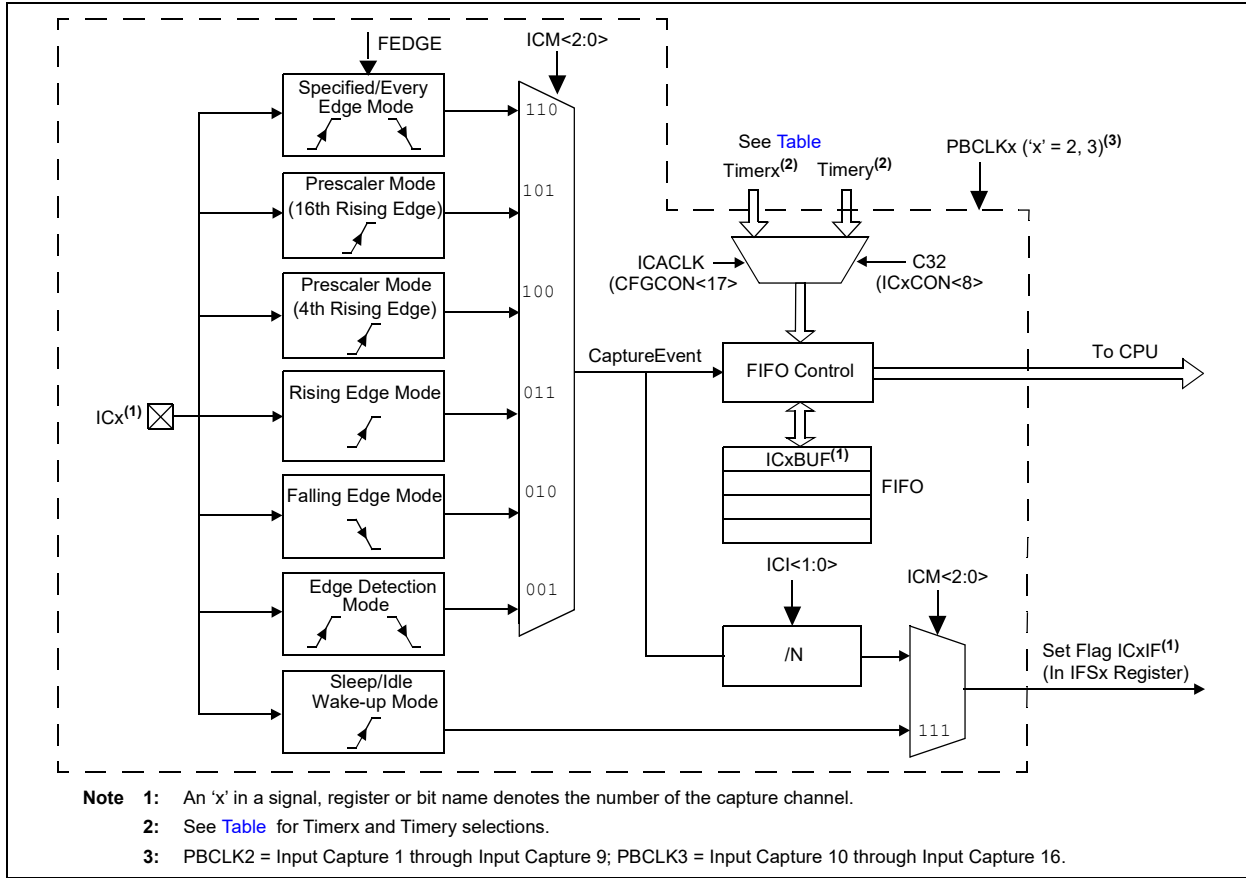 FEDGE
ICM<2:0>
Specified/Every
Edge Mode
110
Prescaler Mode
(16th Rising Edge)
101
Prescaler Mode
(4th Rising Edge)
100
Rising Edge Mode
011
ICx(1)
Falling Edge Mode
010
Edge Detection
Mode
001
Sleep/Idle
Wake-up Mode
See Table
Timerx(2) Timery(2)
PBCLKx (‘x’ = 2, 3)(3)
ICACLK
(CFGCON<17>
C32
(ICxCON<8>
CaptureEvent
FIFO Control
To CPU
ICxBUF(1)
FIFO
ICI<1:0>
ICM<2:0>
/N
111
Set Flag ICxIF(1)
(In IFSx Register)
Note 1: An ‘x’ in a signal, register or bit name denotes the number of the capture channel.
2: See Table for Timerx and Timery selections.
3: PBCLK2 = Input Capture 1 through Input Capture 9; PBCLK3 = Input Capture 10 through Input Capture 16.